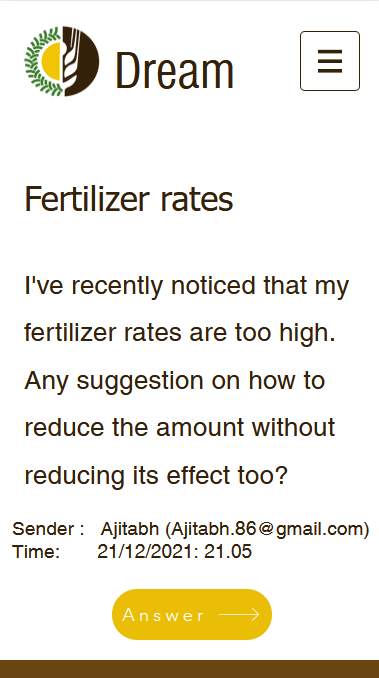 Dream
Fertilizer rates
I've recently noticed that my
fertilizer rates are too high.
Any suggestion on how to
reduce the amount without
reducing its effect too?
Sender : Ajitabh (Ajitabh.86@gmail.com)
Time: 21/12/2021: 21.05
Answer